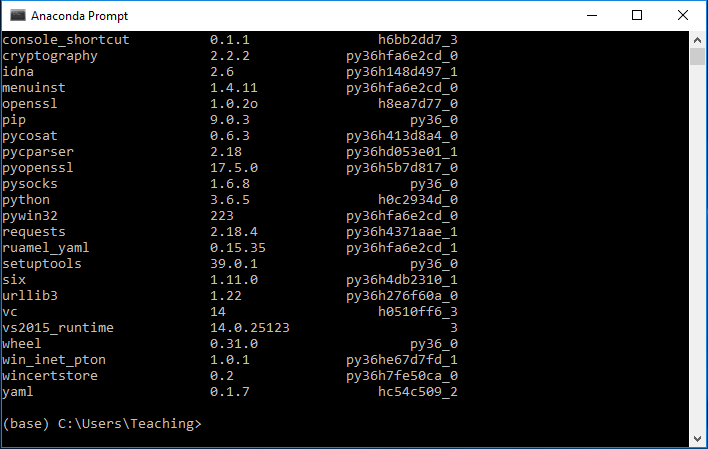 Anaconda Prompt
console_shortcut 0.1.1 h6bb2dd7_3
cryptography 2.2.2 py36hfa6e2cd_0
idna 2.6 py36h148d497_1
menuinst 1.4.11 py36hfa6e2cd_0
openssl 1.0.2o h8ea7d77_0
pip 9.0.3 py36_0
pycosat 0.6.3 py36h413d8a4_0
pycparser 2.18 py36hd053e01_1
pyopenssl 17.5.0 py36h5b7d817_0
pysocks 1.6.8 py36_0
python 3.6.5 h0c2934d_0
pywin32 223 py36hfa6e2cd_0
requests 2.18.4 py36h4371aae_1
ruamel_yaml 0.15.35 py36hfa6e2cd_1
setuptools 39.0.1 py36_0
six 1.11.0 py36h4db2310_1
urllib3 1.22 py36h276f60a_0
vc 14 h0510ff6_3
vs2015_runtime 14.0.25123 3
wheel 0.31.0 py36_0
win_inet_pton 1.0.1 py36he67d7fd_1
wincertstore 0.2 py36h7fe50ca_0
yaml 0.1.7 hc54c509_2
(base) C:\Users\Teaching>